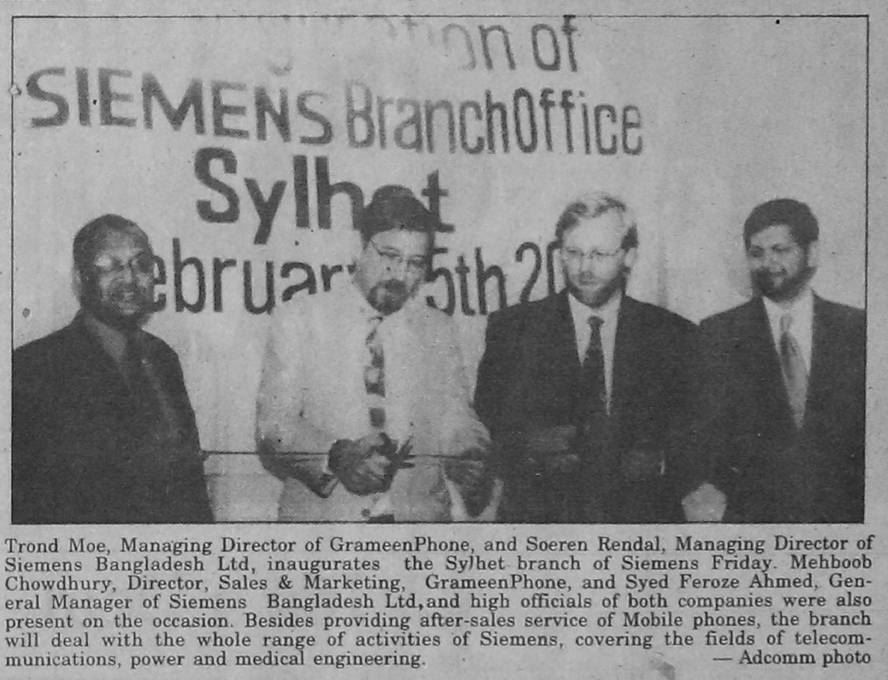 on of
SIEMENS BranchOffice
Sylhet
ebruary 5th 20
Trond Moe, Managing Director of GrameenPhone, and Soeren Rendal, Managing Director of
Siemens Bangladesh Ltd, inaugurates the Sylhet branch of Siemens Friday. Mehboob
Chowdhury, Director, Sales & Marketing, GrameenPhone, and Syed Feroze Ahmed, Gen-
eral Manager of Siemens Bangladesh Ltd, and high officials of both companies were also
present on the occasion. Besides providing after-sales service of Mobile phones, the branch
will deal with the whole range of activities of Siemens, covering the fields of telecom-
munications, power and medical engineering. — Adcomm photo